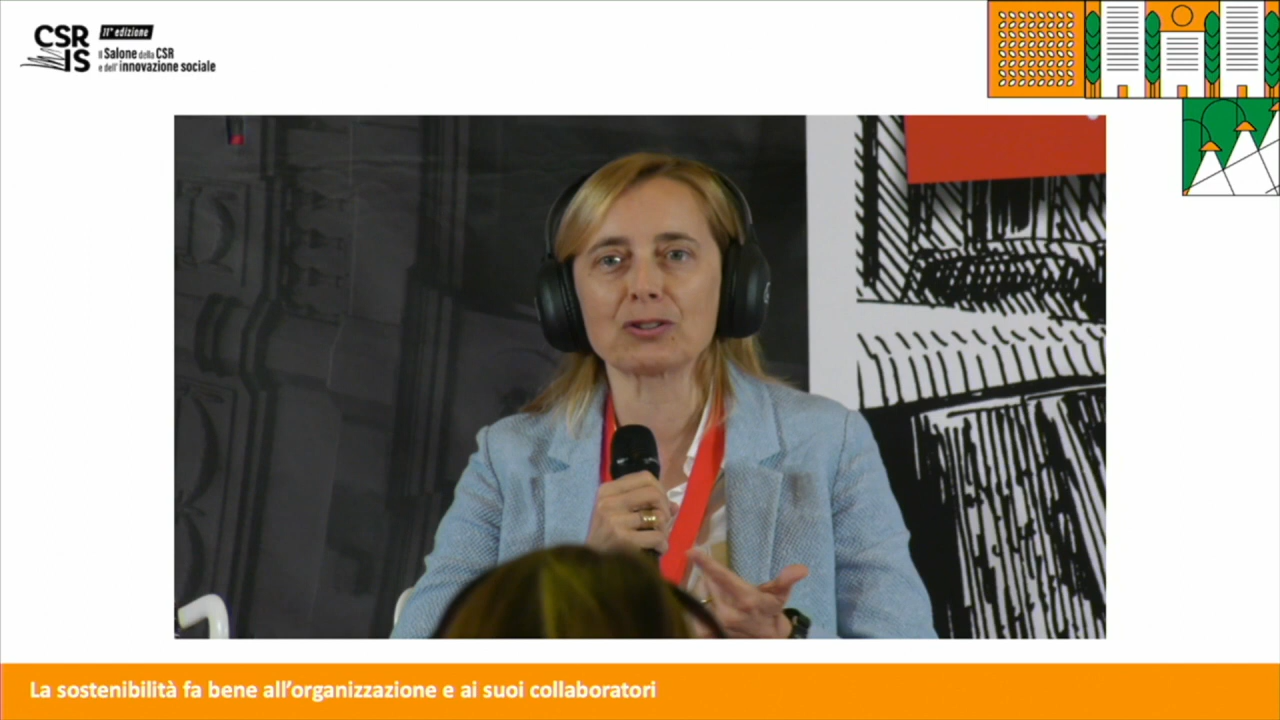 CSR
IS
11° edizione
Il Salone della CSR
e dell'innovazione sociale
La sostenibilità fa bene all'organizzazione e ai suoi collaboratori